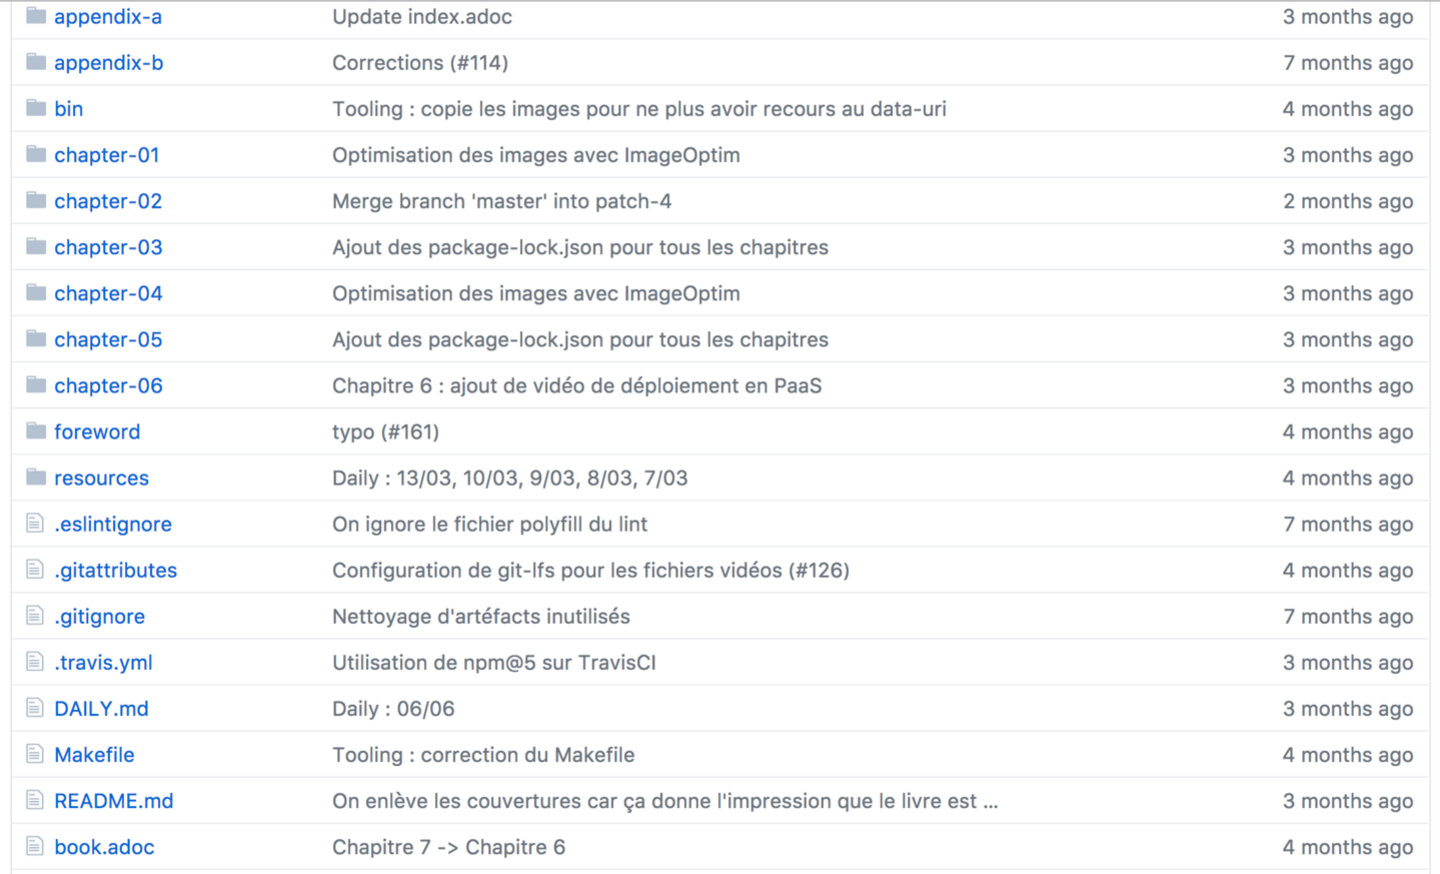 appendix-a Update index.adoc 3 months ago
appendix-b Corrections (#114) 7 months ago
bin Tooling : copie les images pour ne plus avoir recours au data-uri 4 months ago
chapter-01 Optimisation des images avec ImageOptim 3 months ago
chapter-02 Merge branch 'master' into patch-4 2 months ago
chapter-03 Ajout des package-lock.json pour tous les chapitres 3 months ago
chapter-04 Optimisation des images avec ImageOptim 3 months ago
chapter-05 Ajout des package-lock.json pour tous les chapitres 3 months ago
chapter-06 Chapitre 6 : ajout de vidéo de déploiement en PaaS 3 months ago
foreword typo (#161) 4 months ago
resources Daily : 13/03, 10/03, 9/03, 8/03, 7/03 4 months ago
.eslintignore On ignore le fichier polyfill du lint 7 months ago
.gitattributes Configuration de git-lfs pour les fichiers vidéos (#126) 4 months ago
.gitignore Nettoyage d'artéfacts inutilisés 7 months ago
.travis.yml Utilisation de npm@5 sur TravisCI 3 months ago
DAILY.md Daily : 06/06 3 months ago
Makefile Tooling : correction du Makefile 4 months ago
README.md On enlève les couvertures car ça donne l'impression que le livre est ... 3 months ago
book.adoc Chapitre 7 -> Chapitre 6 4 months ago